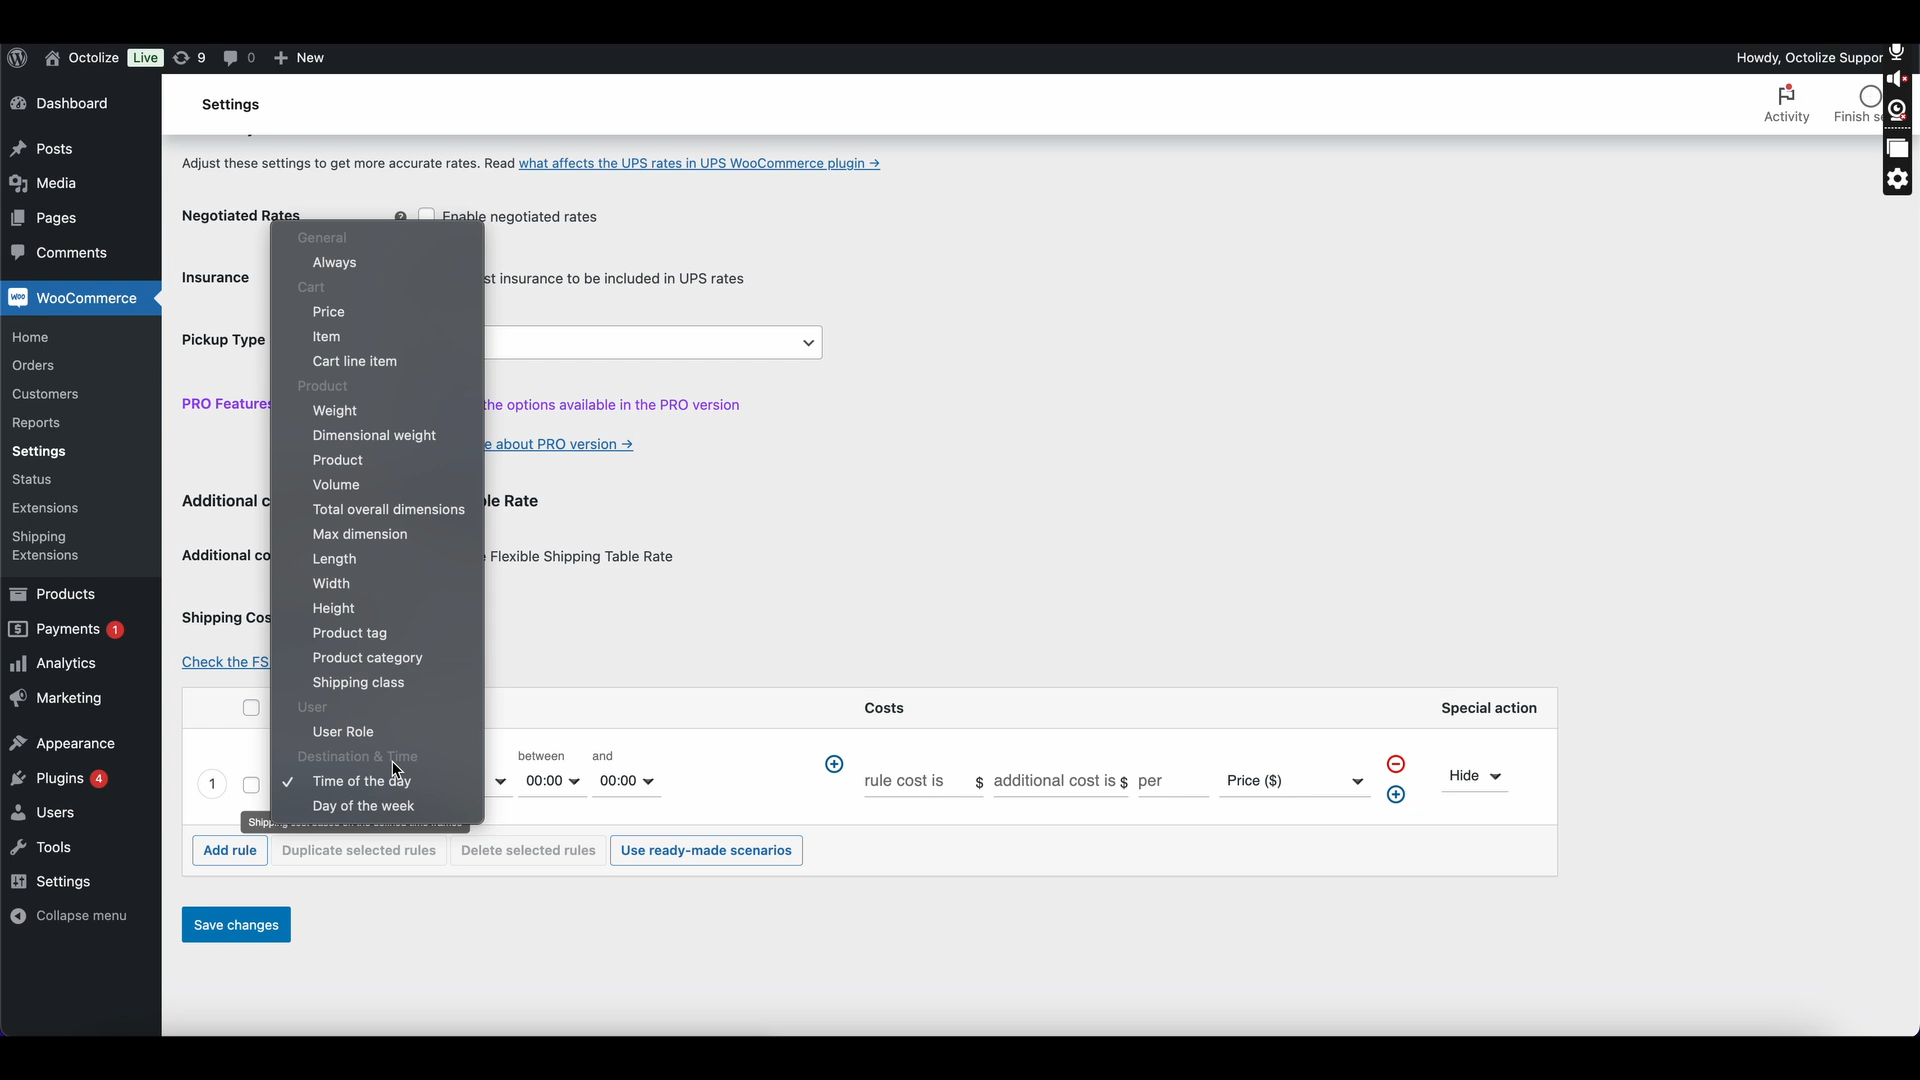 Octolize Live 9 0 New
Howdy, Octolize Suppor
Dashboard
Posts
Media
Pages
Comments
WooCommerce
Home
Orders
Customers
Reports
Settings
Status
Extensions
Shipping
Extensions
Products
Payments 1
Analytics
Marketing
Appearance
Plugins 4
Users
Tools
Settings
Collapse menu
Settings
Activity
Finish se
Adjust these settings to get more accurate rates. Read what affects the UPS rates in UPS WooCommerce plugin →
Negotiated Rates ? Enable negotiated rates
Insurance st insurance to be included in UPS rates
Pickup Type
PRO Features the options available in the PRO version
e about PRO version →
Additional c le Rate
Additional co Flexible Shipping Table Rate
Shipping Cos
Check the FS
General
Always
Cart
Price
Item
Cart line item
Product
Weight
Dimensional weight
Product
Volume
Total overall dimensions
Max dimension
Length
Width
Height
Product tag
Product category
Shipping class
User
User Role
Destination & Time
✓ Time of the day
Day of the week
Costs Special action
1
between and
00:00 00:00
rule cost is $ additional cost is $ per Price ($)
Hide
Add rule Duplicate selected rules Delete selected rules Use ready-made scenarios
Save changes